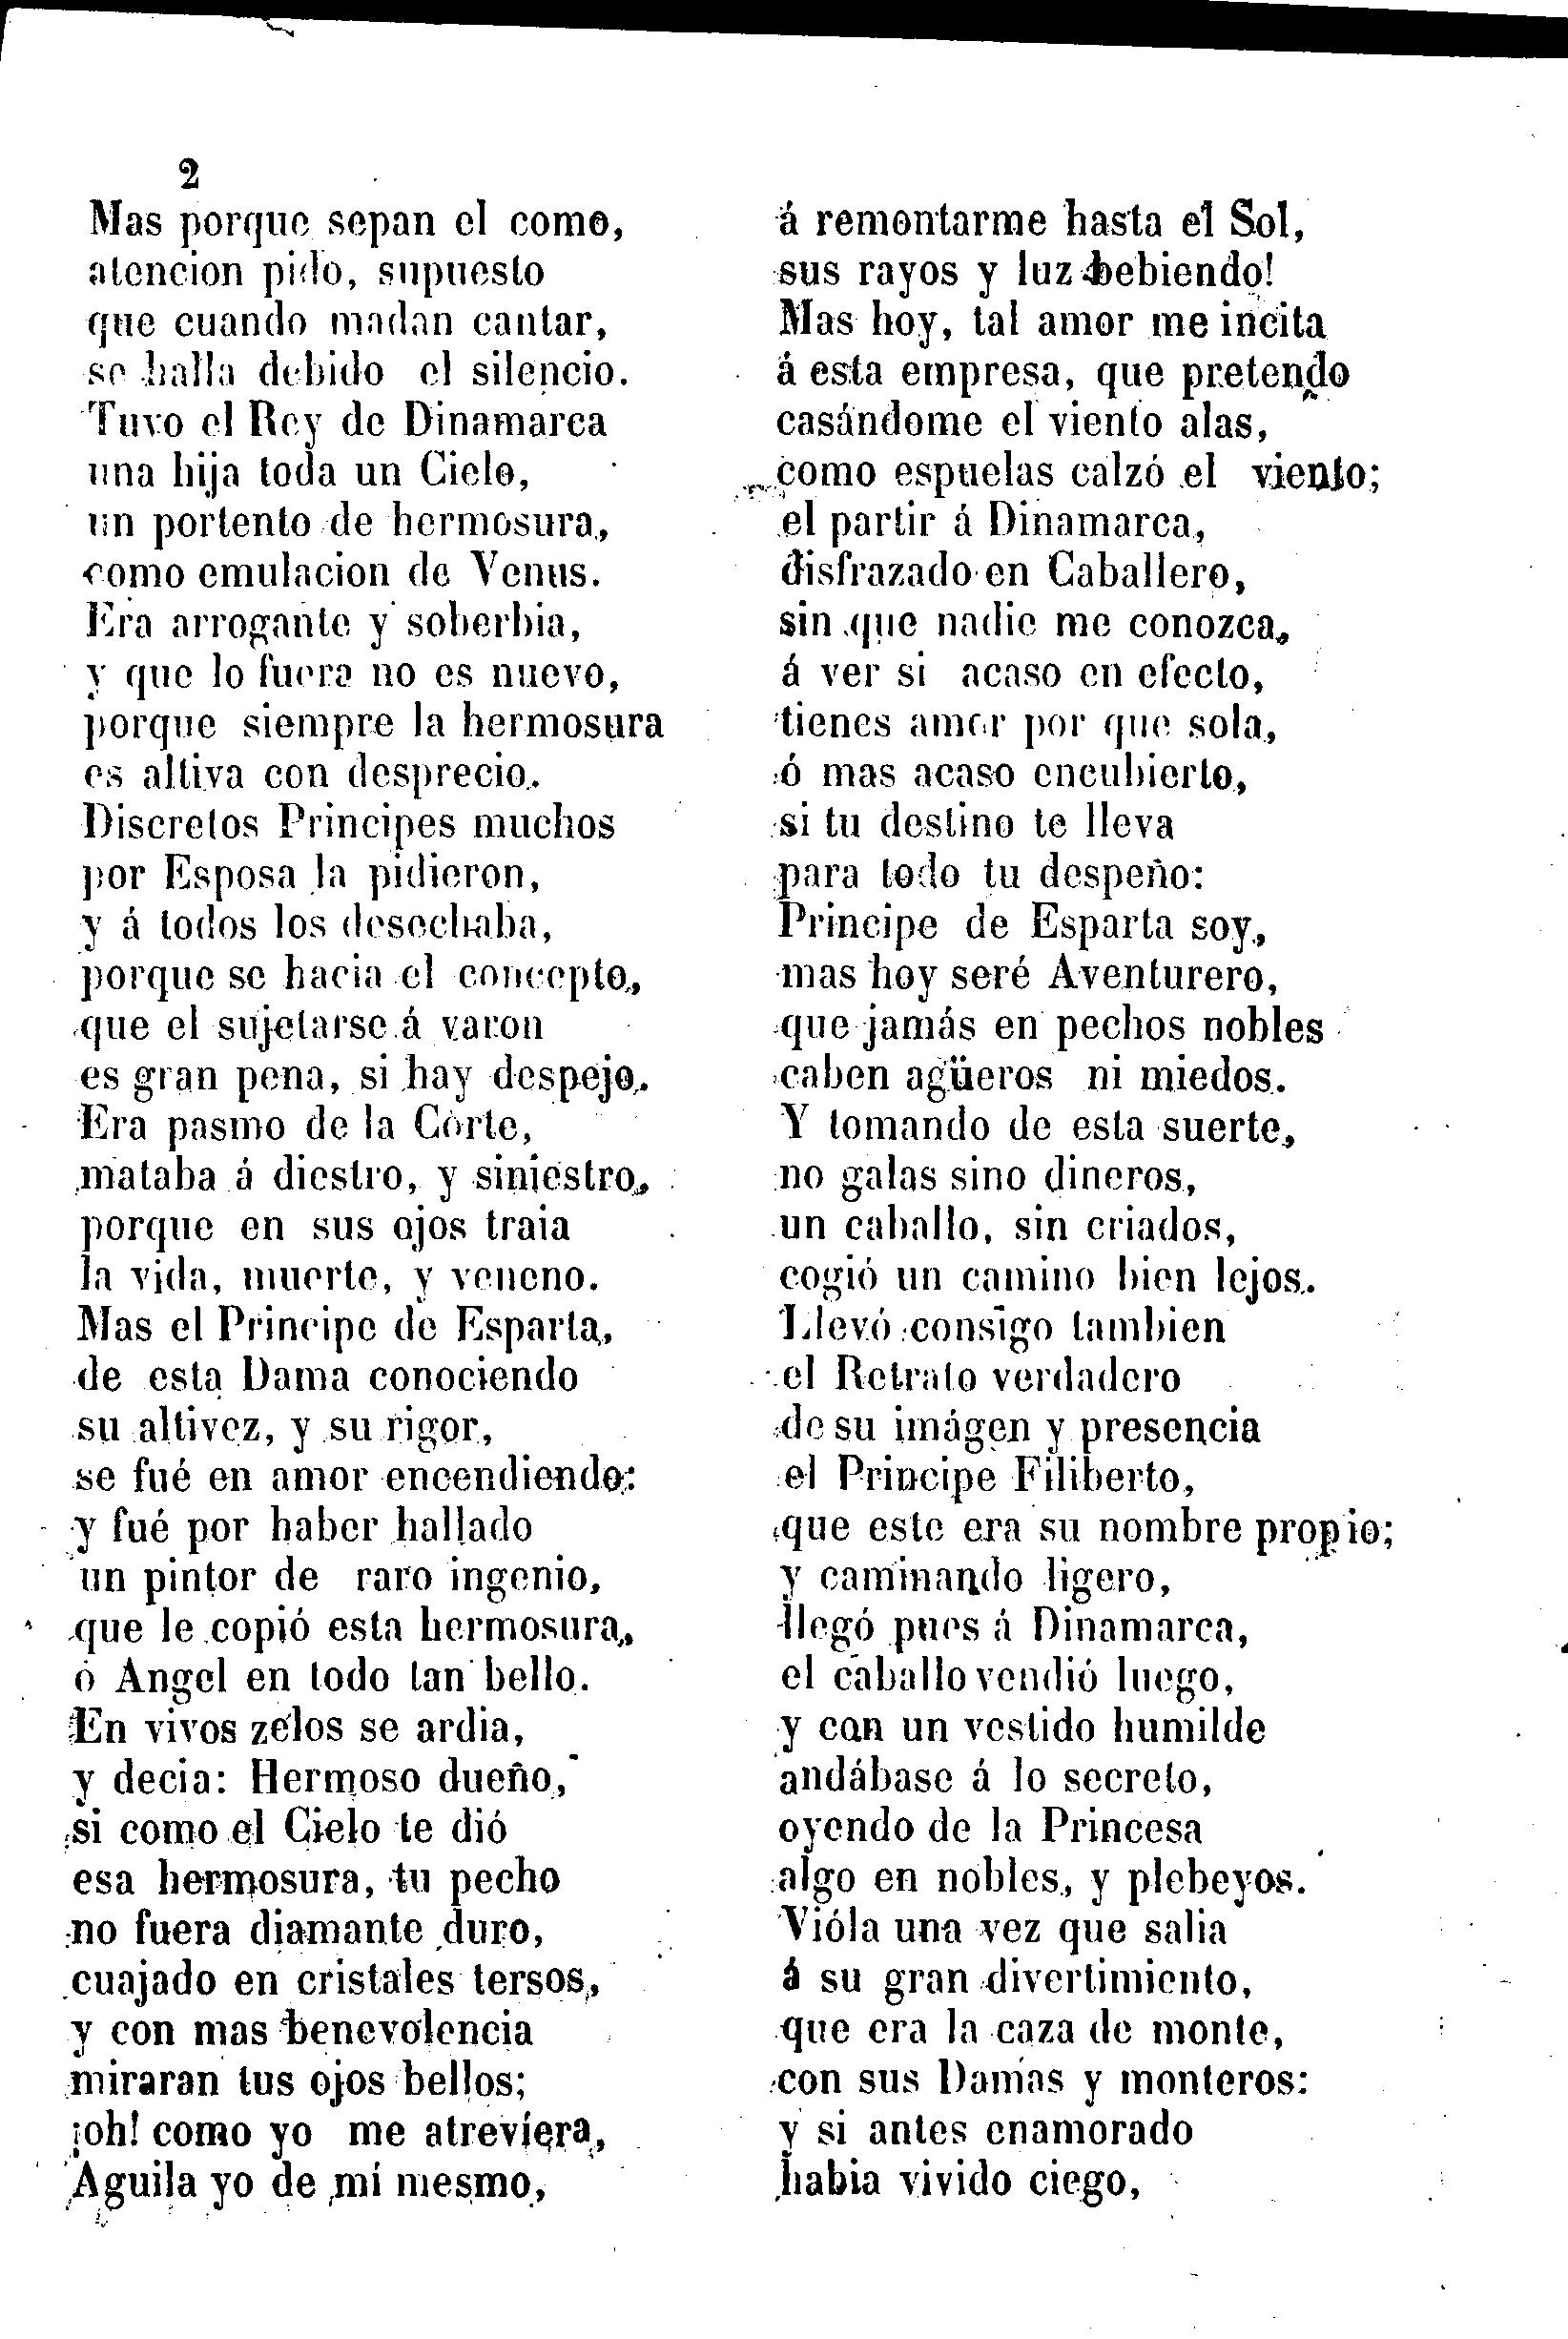 2
Mas porque sepan el como,
atencion pido, supuesto
que cuando madan cantar,
se halla debido el silencio.
Tuvo el Rey de Dinamarca
una hija toda un Cielo,
un portento de hermosura,
como emulacion de Venus.
Era arrogante y soberbia,
y que lo fuera no es nuevo,
porque siempre la hermosura
es altiva con desprecio.
Discretos Principes muchos
por Esposa la pidieron,
y á todos los desechaba,
porque se hacia el concepto,
que el sujetarse á varon
es gran pena, si hay despejo.
Era pasmo de la Corte,
mataba á diestro, y siniestro,
porque en sus ojos traia
la vida, muerte, y veneno.
Mas el Principe de Esparta,
de esta Dama conociendo
su altivez, y su rigor,
se fué en amor encendiendo:
y fué por haber hallado
un pintor de raro ingenio,
que le copió esta hermosura,
ó Angel en todo tan bello.
En vivos zelos se ardia,
y decia: Hermoso dueño,
si como el Cielo te dió
esa hermosura, tu pecho
no fuera diamante duro,
cuajado en cristales tersos,
y con mas benevolencia
miraran tus ojos bellos;
¡oh! como yo me atreviera,
Aguila yo de mí mesmo,
á remontarme hasta el Sol,
sus rayos y luz bebiendo!
Mas hoy, tal amor me incita
á esta empresa, que pretendo
casándome el viento alas,
como espuelas calzó el viento;
el partir á Dinamarca,
disfrazado en Caballero,
sin que nadie me conozca,
á ver si acaso en efecto,
tienes amor por que sola,
ó mas acaso encubierto,
si tu destino te lleva
para todo tu despeño:
Principe de Esparta soy,
mas hoy seré Aventurero,
que jamás en pechos nobles
caben agüeros ni miedos.
Y tomando de esta suerte,
no galas sino dineros,
un caballo, sin criados,
cogió un camino bien lejos.
Llevó consigo tambien
el Retrato verdadero
de su imágen y presencia
el Principe Filiberto,
que este era su nombre propio;
y caminando ligero,
llegó pues á Dinamarca,
el caballo vendió luego,
y con un vestido humilde
andábase á lo secreto,
oyendo de la Princesa
algo en nobles, y plebeyos.
Vióla una vez que salia
á su gran divertimiento,
que era la caza de monte,
con sus Damas y monteros:
y si antes enamorado
habia vivido ciego,